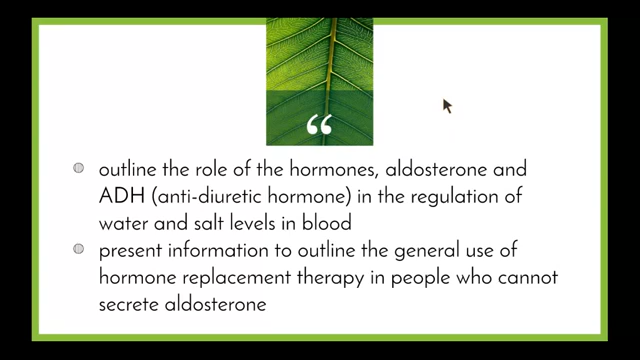 “
outline the role of the hormones, aldosterone and
ADH (anti-diuretic hormone) in the regulation of
water and salt levels in blood
present information to outline the general use of
hormone replacement therapy in people who cannot
secrete aldosterone